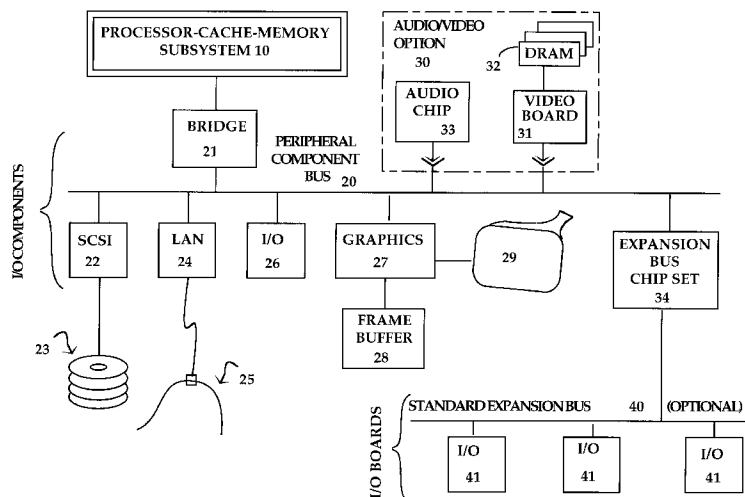 PROCESSOR-CACHE-MEMORY
SUBSYSTEM 10
AUDIO/VIDEO
OPTION
30
32
DRAM
AUDIO
CHIP
33
VIDEO
BOARD
31
BRIDGE
21
PERIPHERAL
COMPONENT
BUS 20
I/O COMPONENTS
SCSI
22
LAN
24
I/O
26
GRAPHICS
27
29
EXPANSION
BUS
CHIP SET
34
FRAME
BUFFER
28
23
25
I/O BOARDS
STANDARD EXPANSION BUS 40 (OPTIONAL)
I/O
41
I/O
41
I/O
41